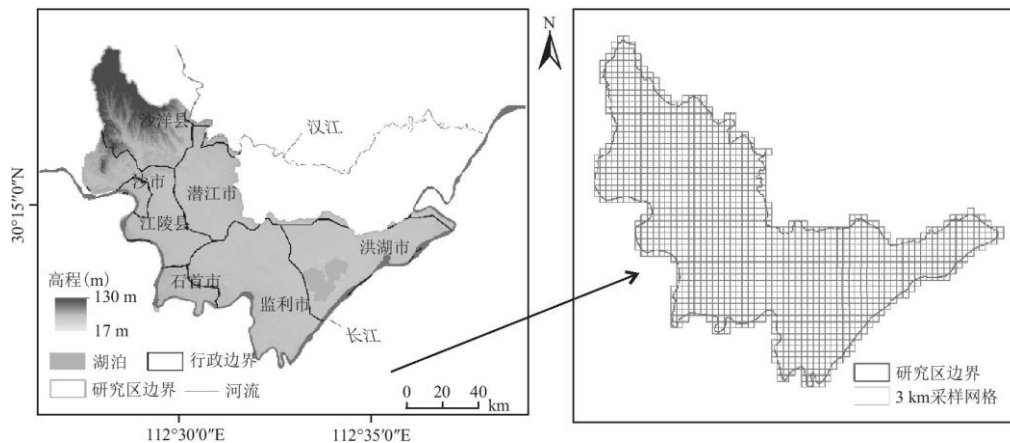 N
沙洋县
汉江
沙市
潜江市
30°15′0″N
江陵县
洪湖市
高程(m)
石首市
130 m
监利市
17 m
长江
湖泊
行政边界
研究区边界
河流
0 20 40
km
112°30′0″N
112°35′0″N
研究区边界
3 km采样网格